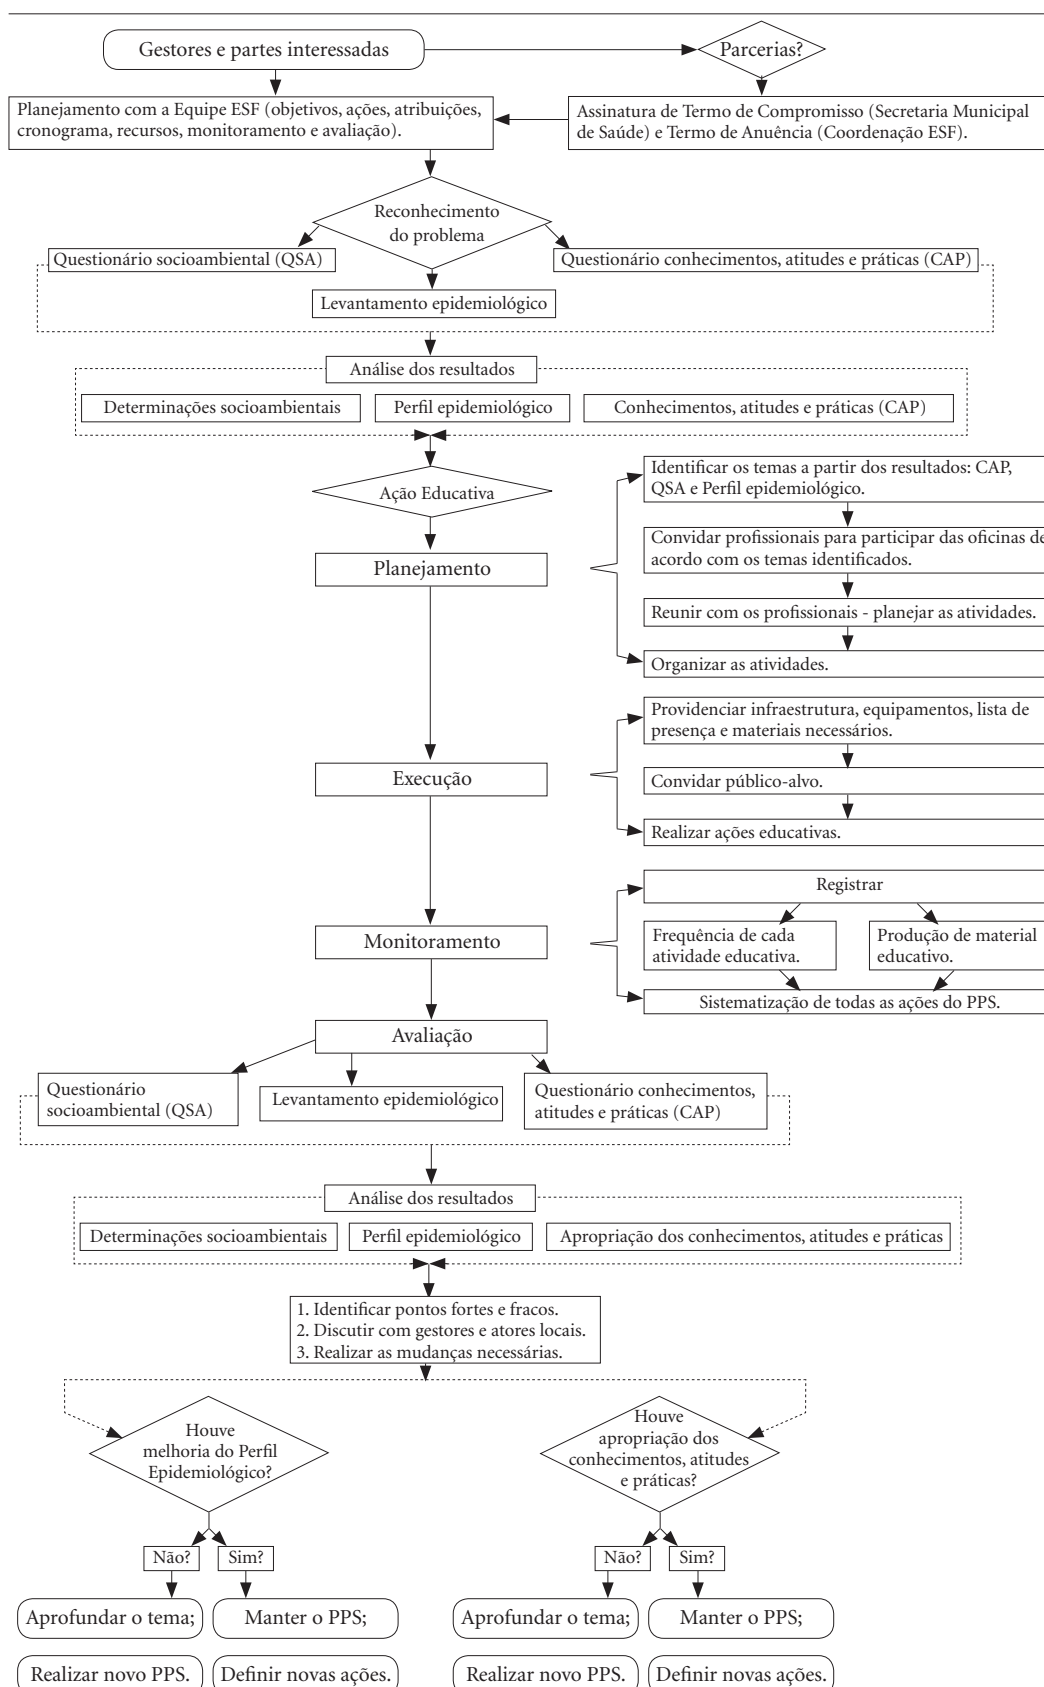 Gestores e partes interessadas
Parcerias?
Planejamento com a Equipe ESF (objetivos, ações, atribuições,
cronograma, recursos, monitoramento e avaliação).
Assinatura de Termo de Compromisso (Secretaria Municipal
de Saúde) e Termo de Anuência (Coordenação ESF).
Reconhecimento
do problema
Questionário socioambiental (QSA)
Questionário conhecimentos, atitudes e práticas (CAP)
Levantamento epidemiológico
Análise dos resultados
Determinações socioambientais
Perfil epidemiológico
Conhecimentos, atitudes e práticas (CAP)
Ação Educativa
Planejamento
Identificar os temas a partir dos resultados: CAP,
QSA e Perfil epidemiológico.
Convidar profissionais para participar das oficinas de
acordo com os temas identificados.
Reunir com os profissionais - planejar as atividades.
Organizar as atividades.
Execução
Providenciar infraestrutura, equipamentos, lista de
presença e materiais necessários.
Convidar público-alvo.
Realizar ações educativas.
Monitoramento
Registrar
Frequência de cada
atividade educativa.
Produção de material
educativo.
Sistematização de todas as ações do PPS.
Avaliação
Questionário
socioambiental (QSA)
Levantamento epidemiológico
Questionário conhecimentos,
atitudes e práticas (CAP)
Análise dos resultados
Determinações socioambientais
Perfil epidemiológico
Apropriação dos conhecimentos, atitudes e práticas
1. Identificar pontos fortes e fracos.
2. Discutir com gestores e atores locais.
3. Realizar as mudanças necessárias.
Houve
melhoria do Perfil
Epidemiológico?
Houve
apropriação dos
conhecimentos, atitudes
e práticas?
Não?
Sim?
Não?
Sim?
Aprofundar o tema;
Manter o PPS;
Aprofundar o tema;
Manter o PPS;
Realizar novo PPS.
Definir novas ações.
Realizar novo PPS.
Definir novas ações.